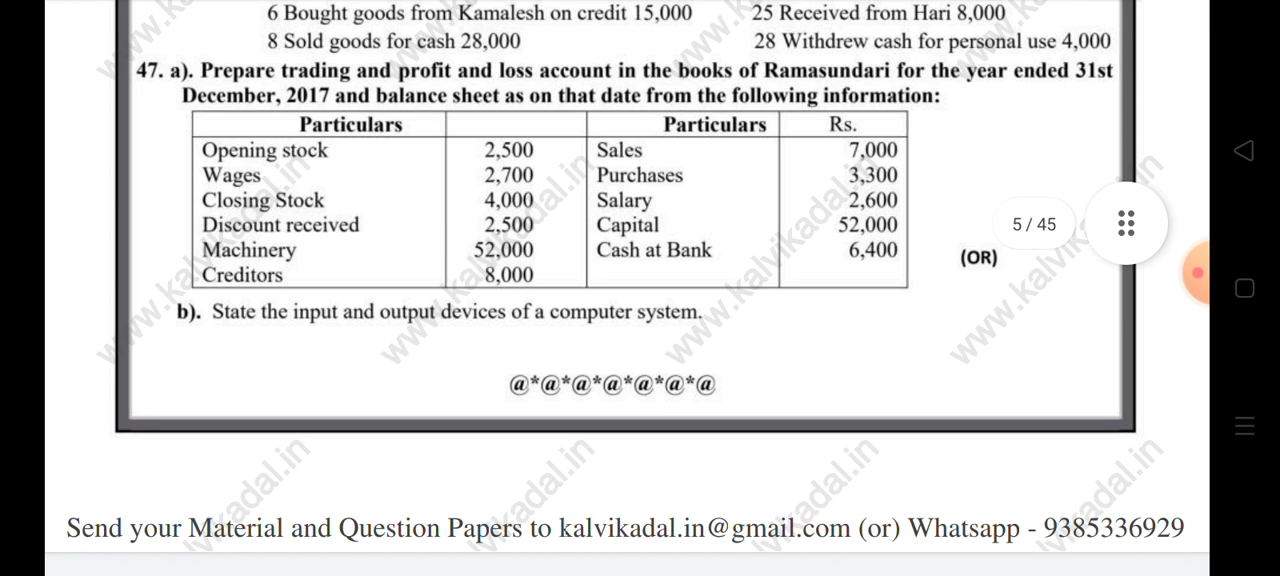 6 Bought goods from Kamalesh on credit 15,000 25 Received from Hari 8,000
8 Sold goods for cash 28,000 28 Withdrew cash for personal use 4,000
47. a). Prepare trading and profit and loss account in the books of Ramasundari for the year ended 31st
December, 2017 and balance sheet as on that date from the following information:
Particulars Particulars Rs.
Opening stock 2,500 Sales 7,000
Wages 2,700 Purchases 3,300
Closing Stock 4,000 Salary 2,600
Discount received 2,500 Capital 52,000
Machinery 52,000 Cash at Bank 6,400
Creditors 8,000
(OR)
5 / 45
b). State the input and output devices of a computer system.
@*@*@*@*@*@*@
Send your Material and Question Papers to kalvikadal.in@gmail.com (or) Whatsapp - 9385336929